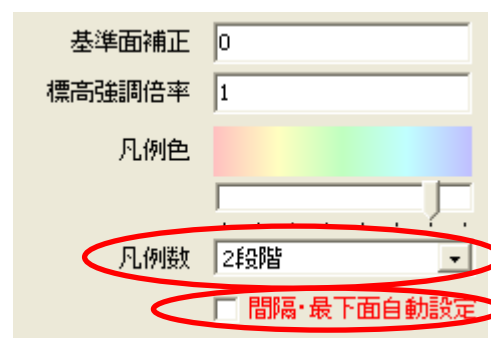 基準面補正 0
標高強調倍率 1
凡例色
凡例数 2段階
間隔・最下面自動設定